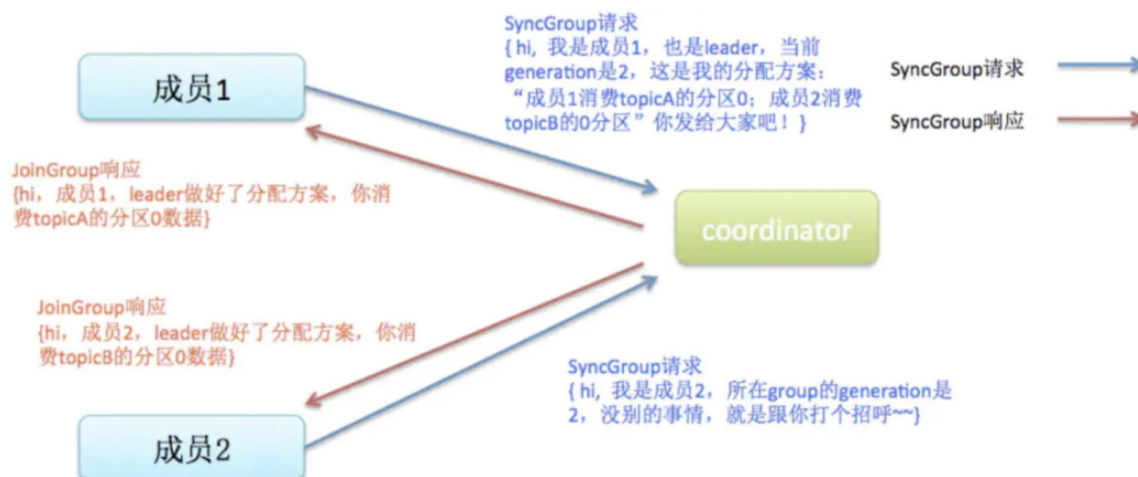 SyncGroup请求
{ hi, 我是成员1，也是leader，当前
generation是2，这是我的分配方案：
“成员1消费topicA的分区0；成员2消费
topicB的0分区”你发给大家吧！}
SyncGroup请求
SyncGroup响应
成员1
JoinGroup响应
{hi，成员1，leader做好了分配方案，你消
费topicA的分区0数据}
coordinator
JoinGroup响应
{hi，成员2，leader做好了分配方案，你消
费topicB的分区0数据}
SyncGroup请求
{ hi, 我是成员2，所在group的generation是
2，没别的事情，就是跟你打个招呼~~}
成员2